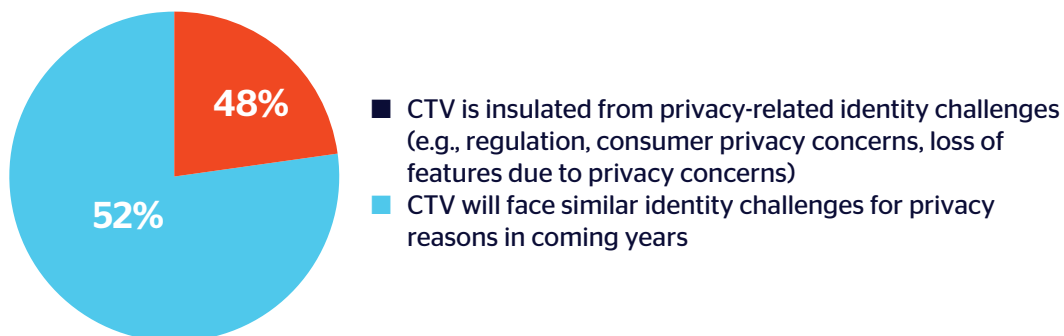 48%
52%
CTV is insulated from privacy-related identity challenges
(e.g., regulation, consumer privacy concerns, loss of
features due to privacy concerns)
CTV will face similar identity challenges for privacy
reasons in coming years